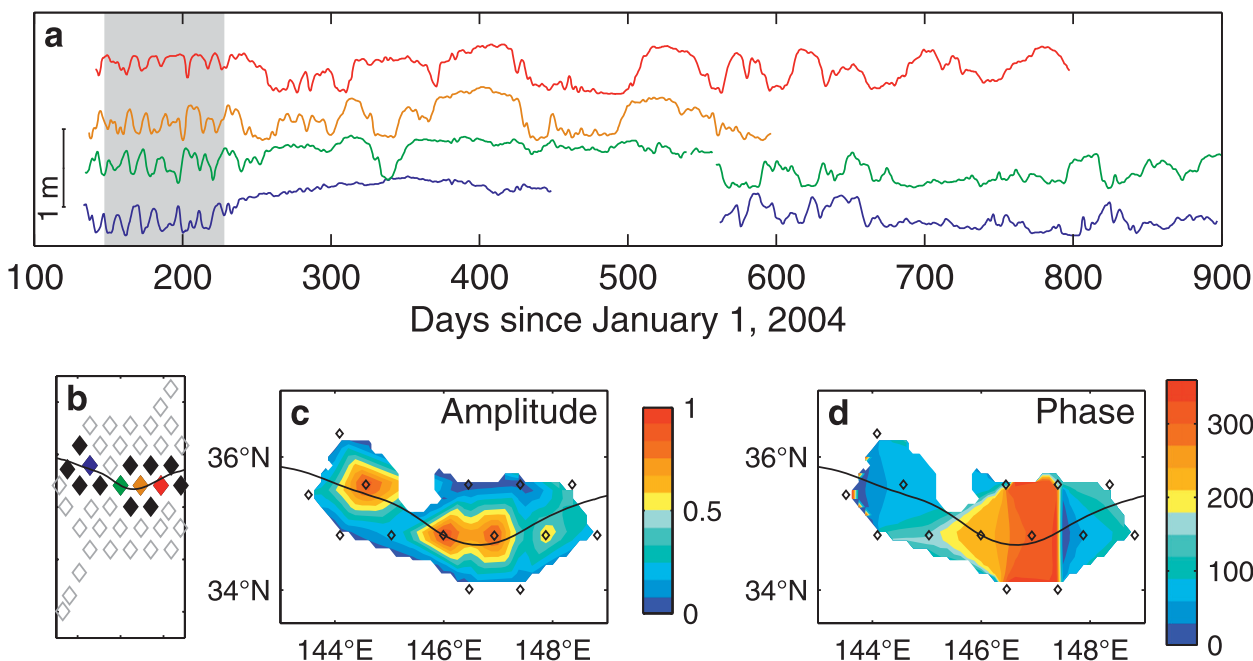 a
1 m
100 200 300 400 500 600 700 800 900
Days since January 1, 2004
b
c Amplitude
36°N
34°N
144°E 146°E 148°E
1
0.5
0
d Phase
36°N
34°N
144°E 146°E 148°E
300
200
100
0